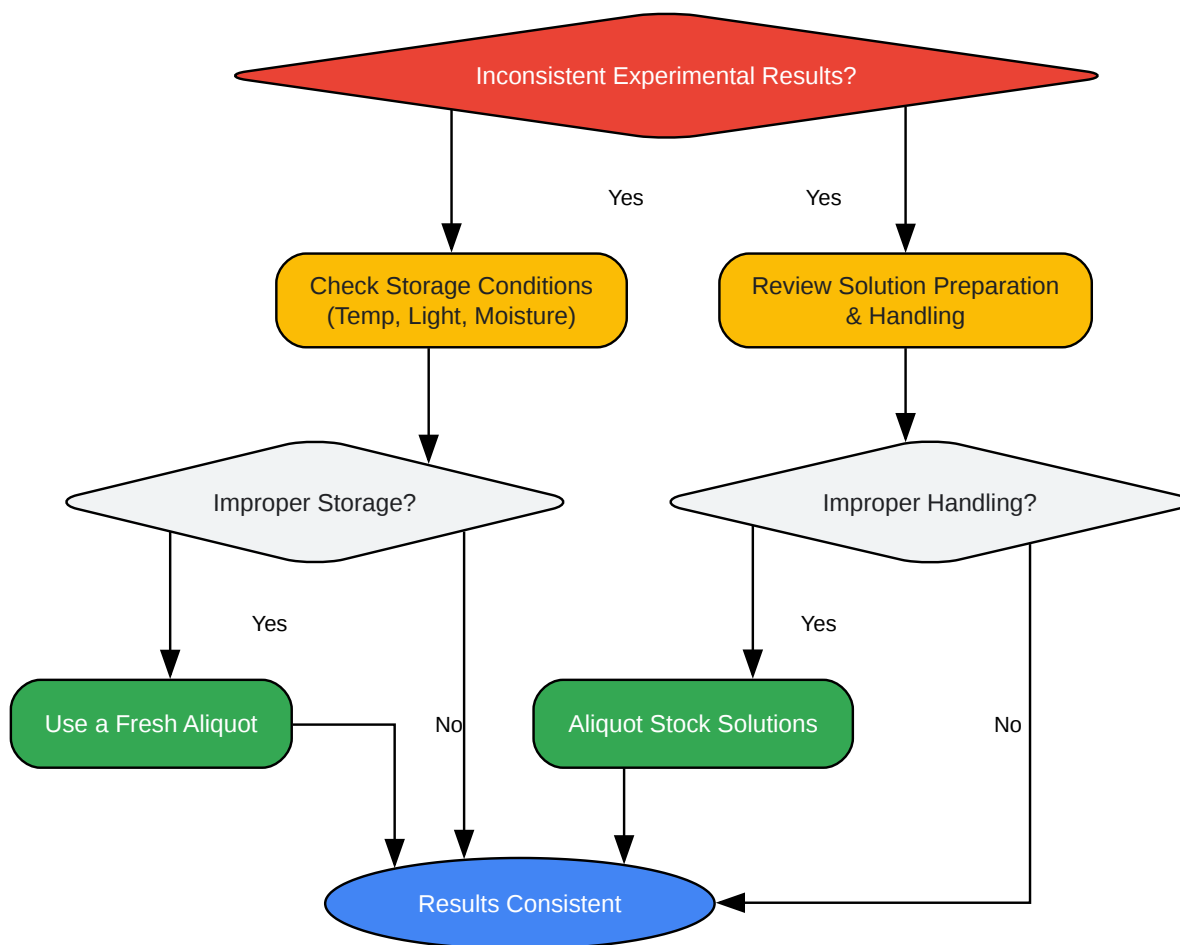 Inconsistent Experimental Results?
Yes
Yes
Check Storage Conditions
(Temp, Light, Moisture)
Review Solution Preparation
& Handling
Improper Storage?
Improper Handling?
Yes
Yes
Use a Fresh Aliquot
No
Aliquot Stock Solutions
No
Results Consistent